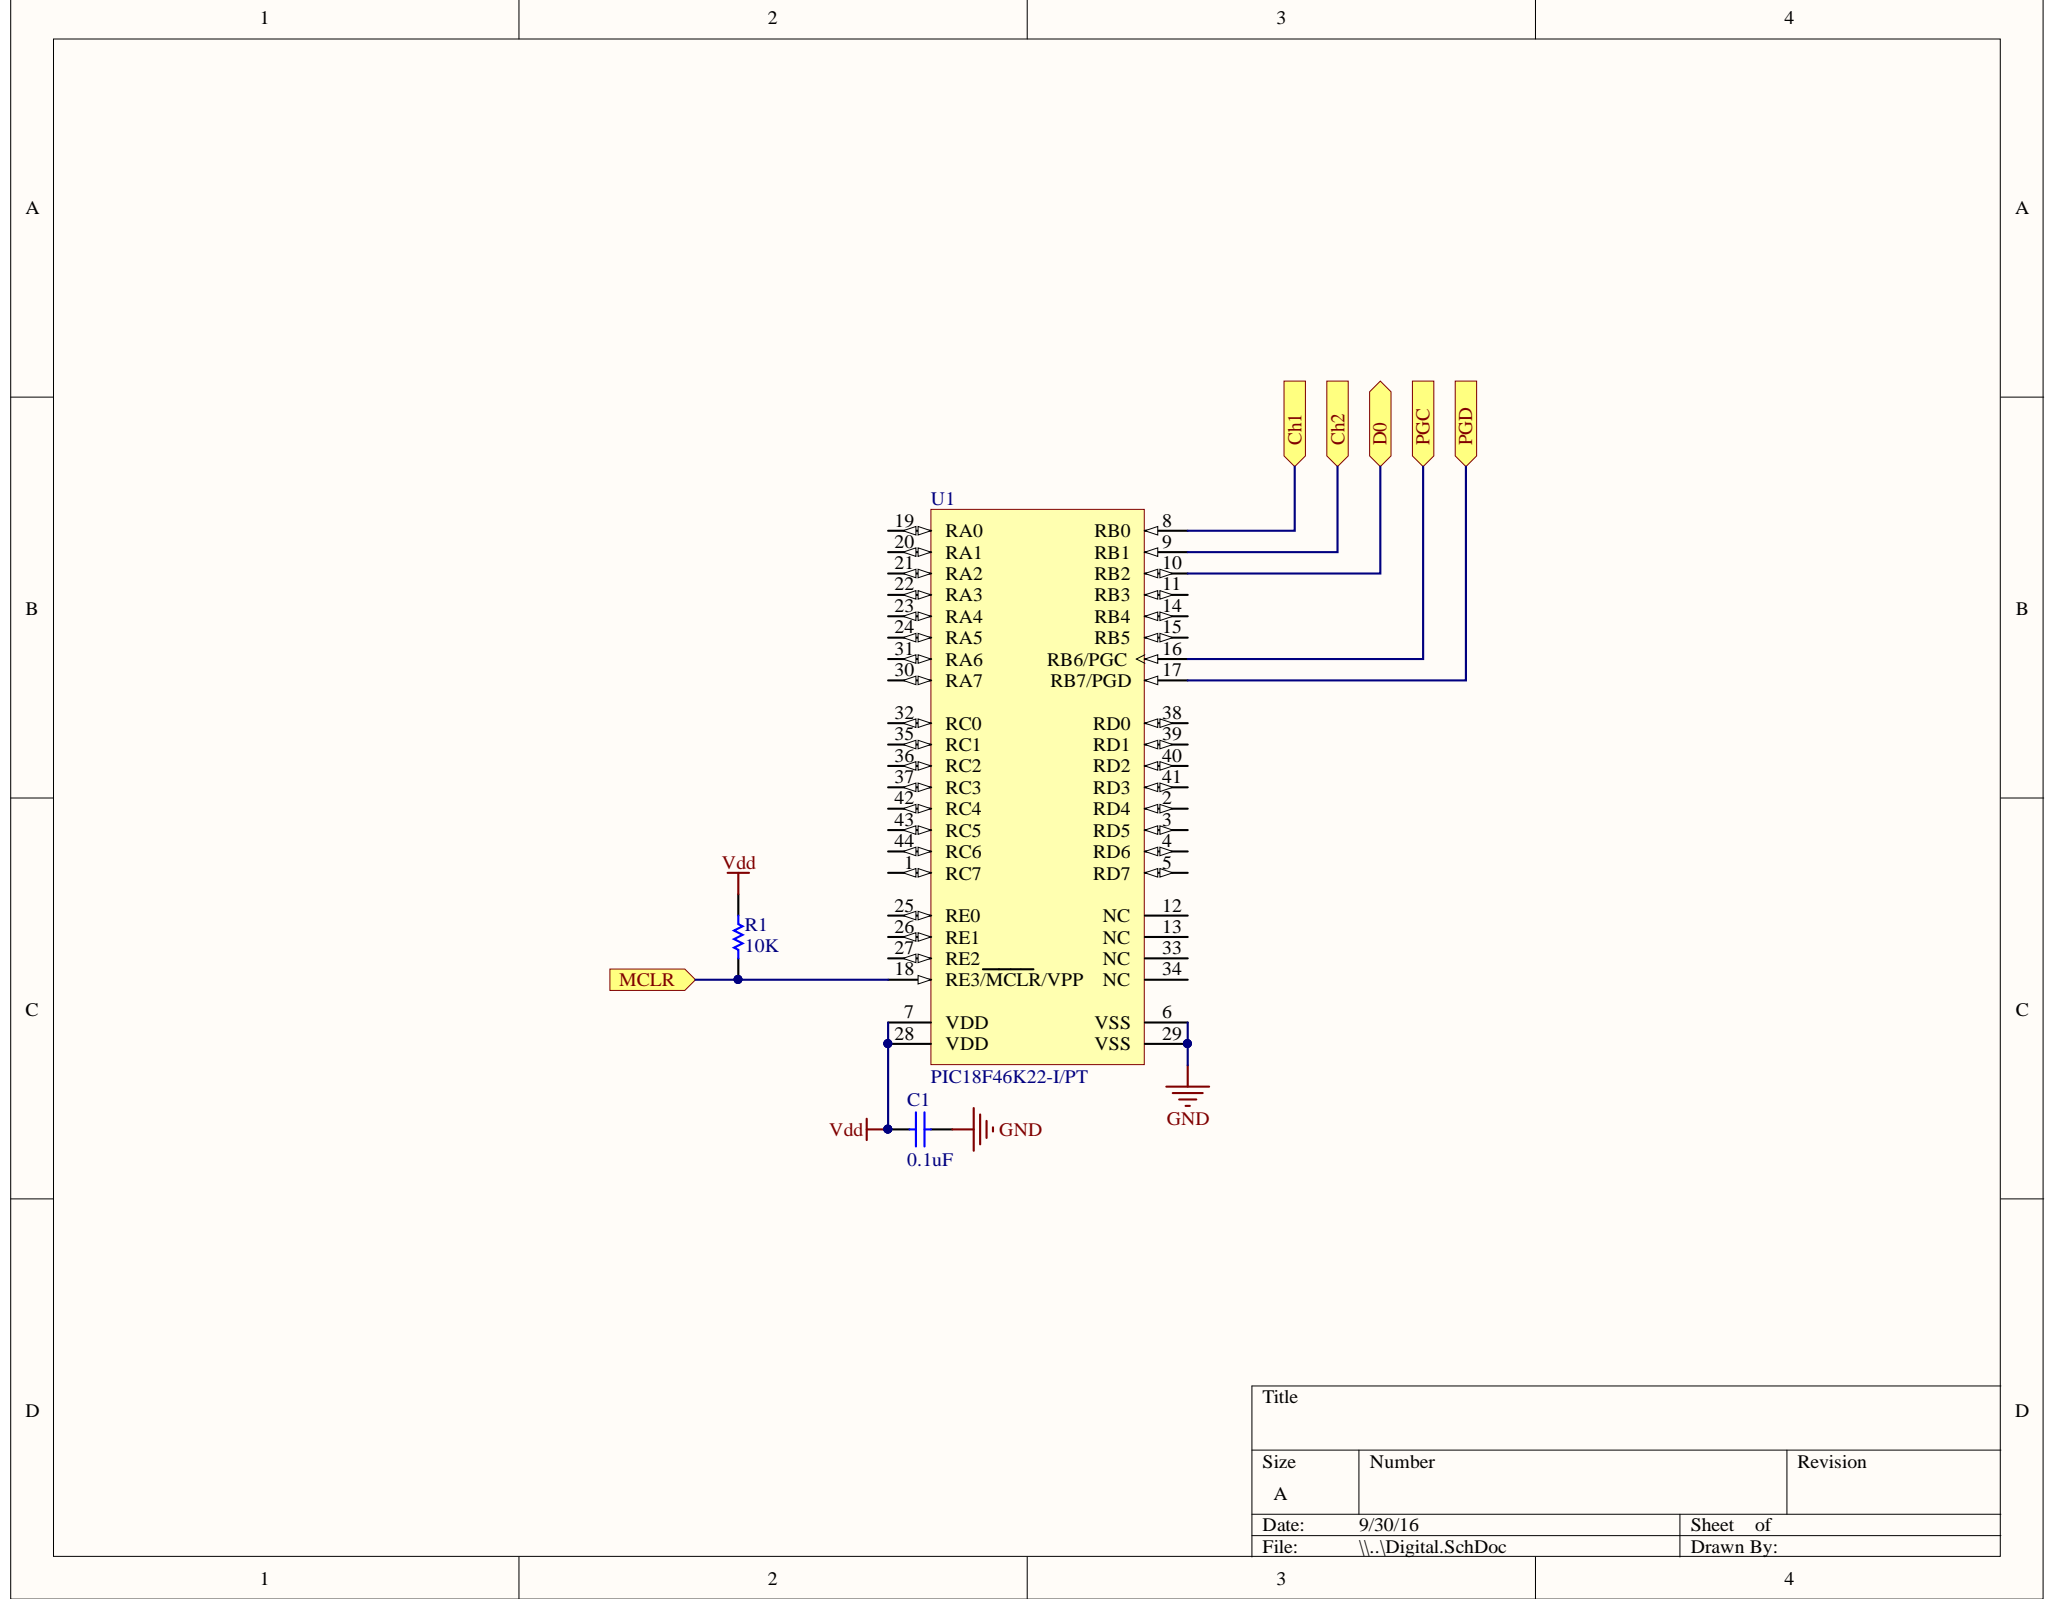 1 2 3 4
A A
B B
C C
D D
Ch1
Ch2
D0
PGC
PGD
U1
19 RA0 RB0 8
20 RA1 RB1 9
21 RA2 RB2 10
22 RA3 RB3 11
23 RA4 RB4 14
24 RA5 RB5 15
31 RA6 RB6/PGC 16
30 RA7 RB7/PGD 17
32 RC0 RD0 38
35 RC1 RD1 39
36 RC2 RD2 40
37 RC3 RD3 41
42 RC4 RD4 2
43 RC5 RD5 3
44 RC6 RD6 4
1 RC7 RD7 5
Vdd
R1
10K
25 RE0 NC 12
26 RE1 NC 13
27 RE2 NC 33
MCLR 18 RE3/MCLR/VPP NC 34
7 VDD VSS 6
28 VDD VSS 29
PIC18F46K22-I/PT
C1
Vdd GND
0.1uF
GND
Title
Size Number Revision
A
Date: 9/30/16 Sheet of
File: \\..\Digital.SchDoc Drawn By:
1 2 3 4